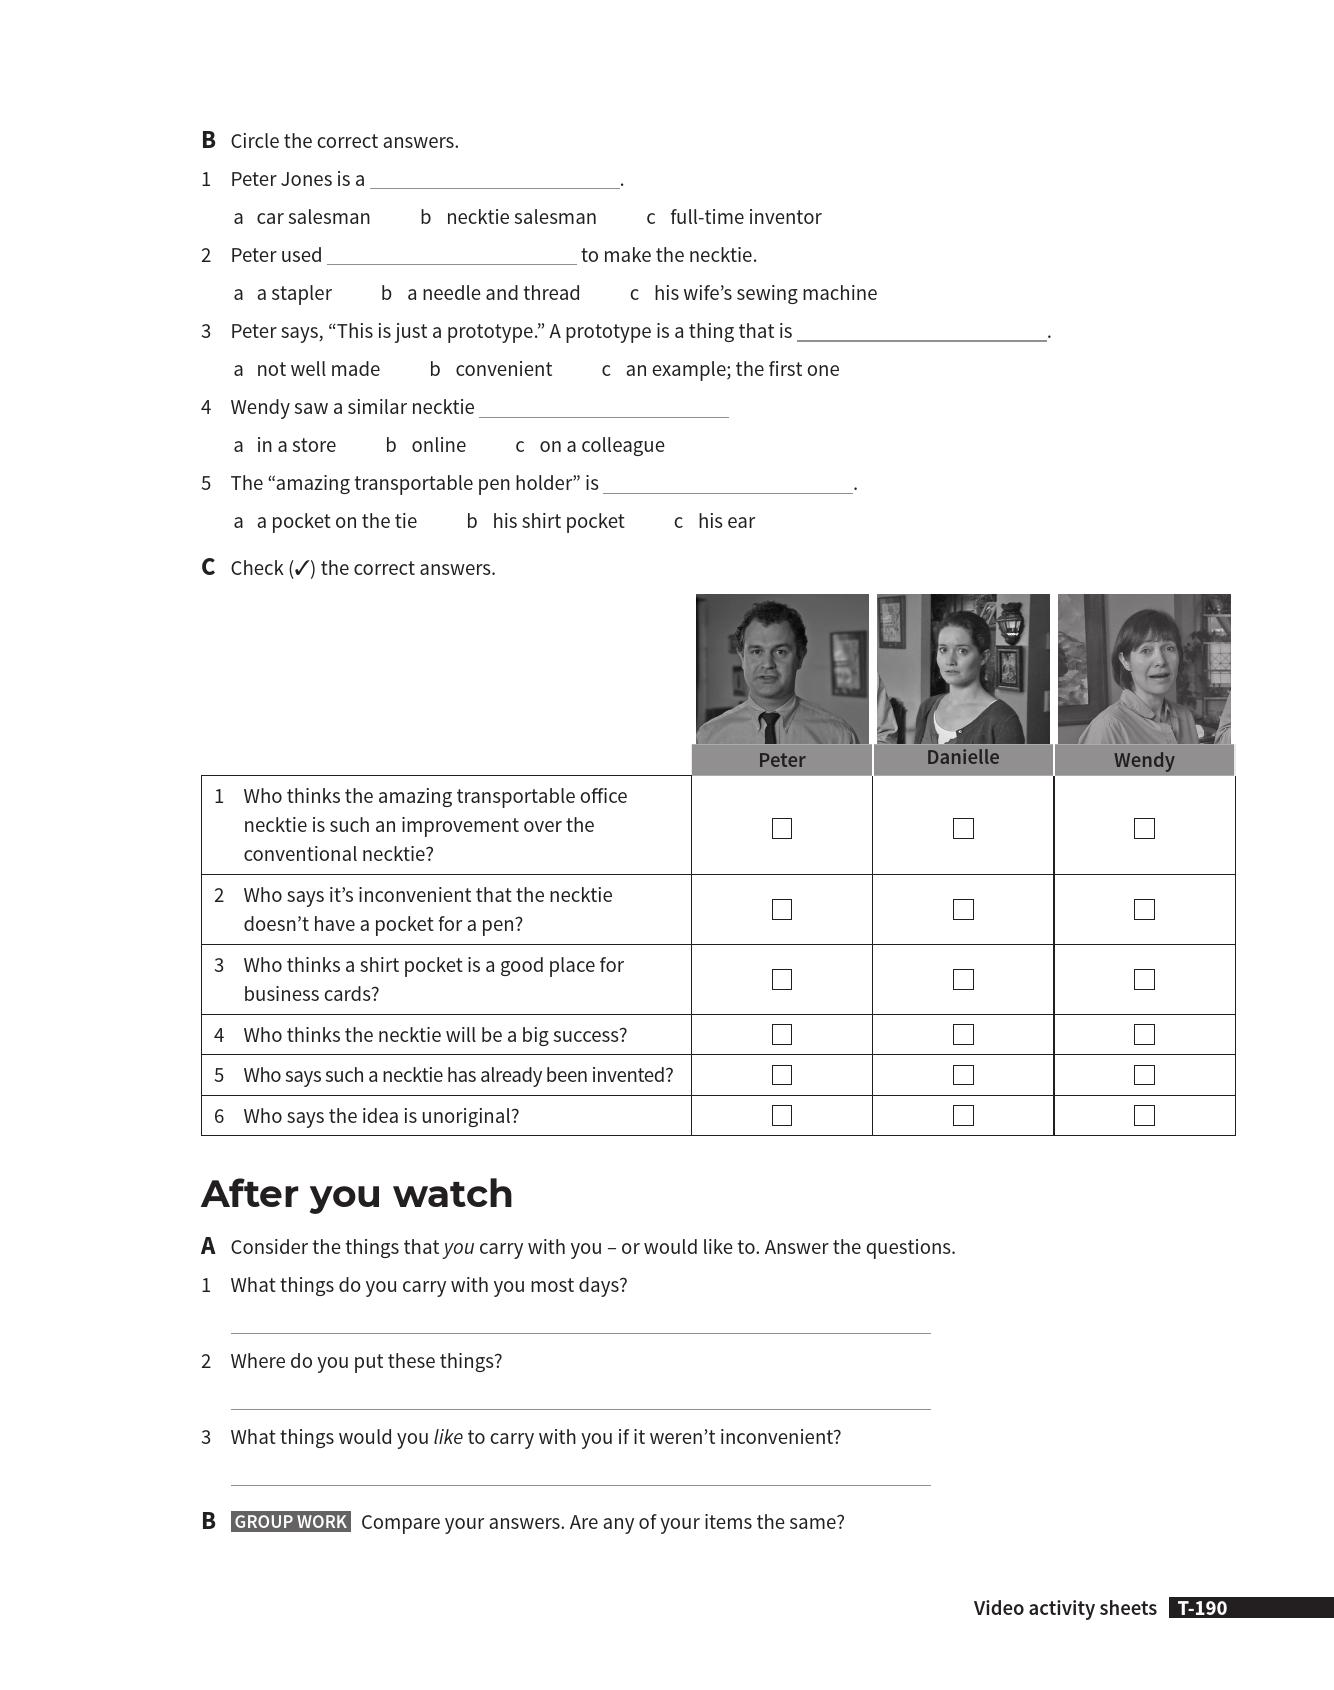 B Circle the correct answers.
1 Peter Jones is a ____________________.
a car salesman b necktie salesman c full-time inventor
2 Peter used ____________________ to make the necktie.
a a stapler b a needle and thread c his wife’s sewing machine
3 Peter says, “This is just a prototype.” A prototype is a thing that is ____________________.
a not well made b convenient c an example; the first one
4 Wendy saw a similar necktie ____________________
a in a store b online c on a colleague
5 The “amazing transportable pen holder” is ____________________.
a a pocket on the tie b his shirt pocket c his ear
C Check (✓) the correct answers.
Peter Danielle Wendy
1 Who thinks the amazing transportable office
necktie is such an improvement over the
conventional necktie?
2 Who says it’s inconvenient that the necktie
doesn’t have a pocket for a pen?
3 Who thinks a shirt pocket is a good place for
business cards?
4 Who thinks the necktie will be a big success?
5 Who says such a necktie has already been invented?
6 Who says the idea is unoriginal?
After you watch
A Consider the things that you carry with you – or would like to. Answer the questions.
1 What things do you carry with you most days?
2 Where do you put these things?
3 What things would you like to carry with you if it weren’t inconvenient?
B GROUP WORK Compare your answers. Are any of your items the same?
Video activity sheets T-190